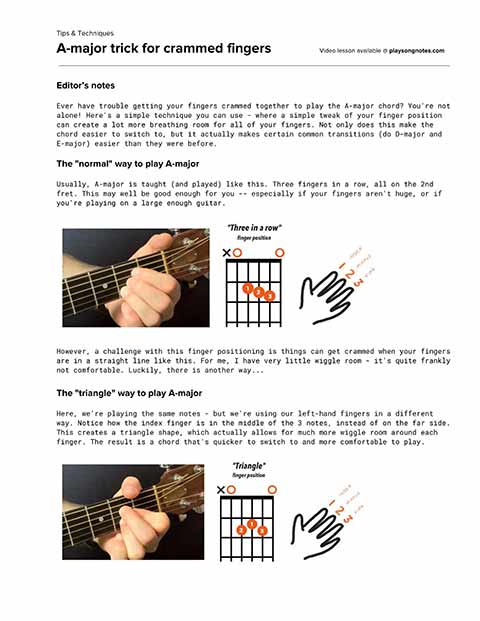 Tips & Techniques
A-major trick for crammed fingers
Video lesson available @ playsongnotes.com
Editor's notes
Ever have trouble getting your fingers crammed together to play the A-major chord? You're not
alone! Here's a simple technique you can use - where a simple tweak of your finger position
can create a lot more breathing room for all of your fingers. Not only does this make the
chord easier to switch to, but it actually makes certain common transitions (do D-major and
E-major) easier than they were before.
The "normal" way to play A-major
Usually, A-major is taught (and played) like this. Three fingers in a row, all on the 2nd
fret. This may well be good enough for you -- especially if your fingers aren't huge, or if
you're playing on a large enough guitar.
"Three in a row"
finger position
1 2 3
1 INDEX
2 MIDDLE
3 RING
However, a challenge with this finger positioning is things can get crammed when your fingers
are in a straight line like this. For me, I have very little wiggle room - it's quite frankly
not comfortable. Luckily, there is another way...
The "triangle" way to play A-major
Here, we're playing the same notes - but we're using our left-hand fingers in a different
way. Notice how the index finger is in the middle of the 3 notes, instead of on the far side.
This creates a triangle shape, which actually allows for much more wiggle room around each
finger. The result is a chord that's quicker to switch to and more comfortable to play.
"Triangle"
finger position
2 1 3
1 INDEX
2 MIDDLE
3 RING